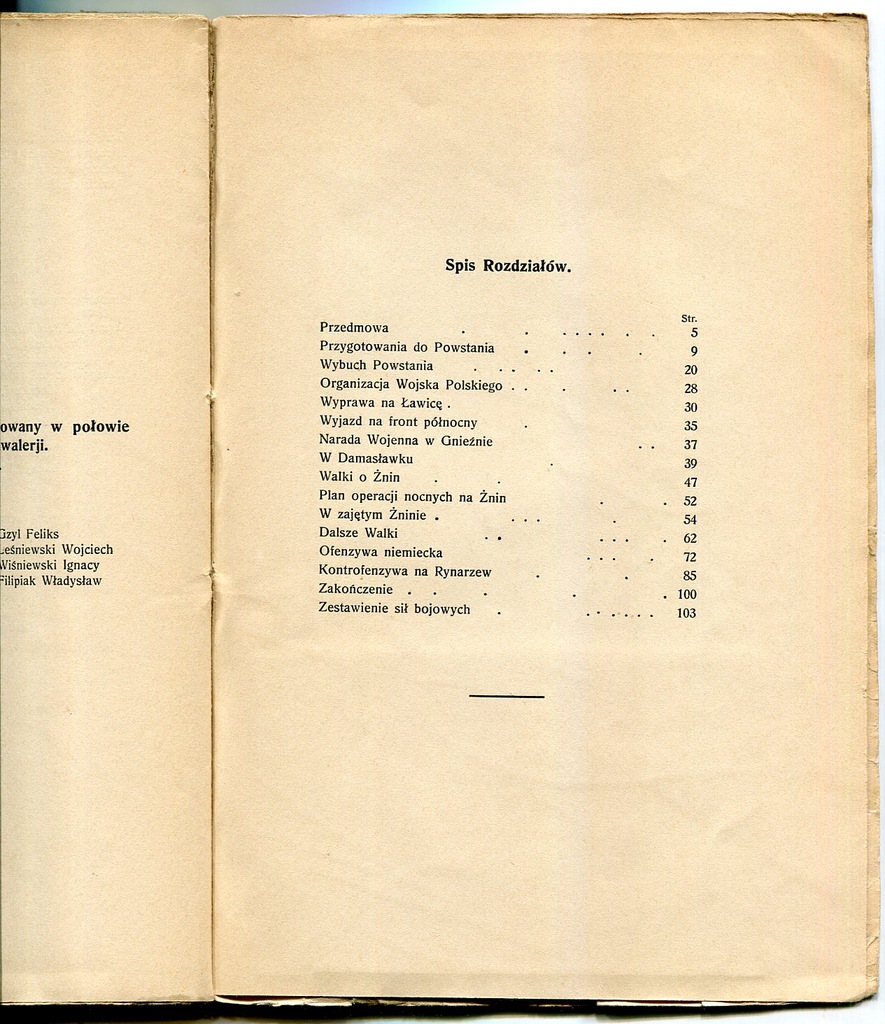 owany w połowie
walerji.
Gzyl Feliks
Leśniewski Wojciech
Wiśniewski Ignacy
Filipiak Władysław
Spis Rozdziałów.
Str.
Przedmowa . . . . . . . . 5
Przygotowania do Powstania . . . . 9
Wybuch Powstania . . . . . 20
Organizacja Wojska Polskiego . . . . . 28
Wyprawa na Ławicę . 30
Wyjazd na front północny . 35
Narada Wojenna w Gnieźnie . . 37
W Damasławku . 39
Walki o Żnin . . 47
Plan operacji nocnych na Żnin . . 52
W zajętym Żninie . . . . . 54
Dalsze Walki . . . . . . 62
Ofenzywa niemiecka . . . . 72
Kontrofenzywa na Rynarzew . . 85
Zakończenie . . . . . 100
Zestawienie sił bojowych . . . . . . . 103